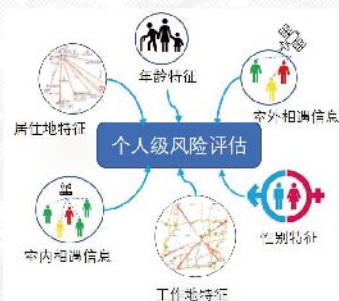 年龄特征
居住地特征
室外相遇信息
个人级风险评估
室内相遇信息
性别特征
工作地特征